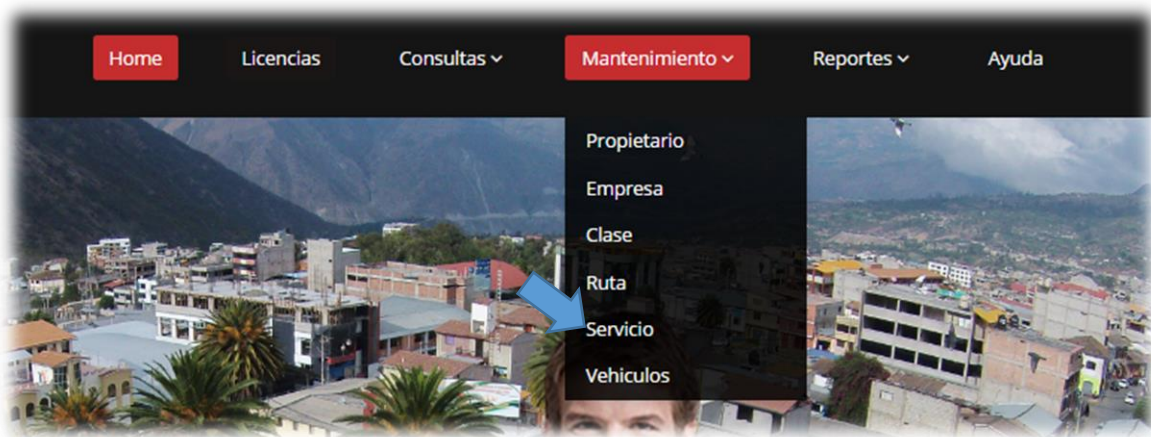 Home Licencias Consultas Mantenimiento Reportes Ayuda
Propietario
Empresa
Clase
Ruta
Servicio
Vehiculos